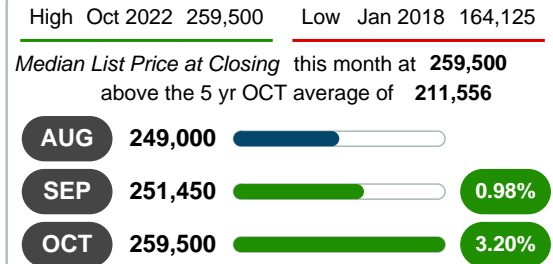 High Oct 2022 259,500 Low Jan 2018 164,125
Median List Price at Closing this month at 259,500
above the 5 yr OCT average of 211,556
AUG 249,000
SEP 251,450 0.98%
OCT 259,500 3.20%